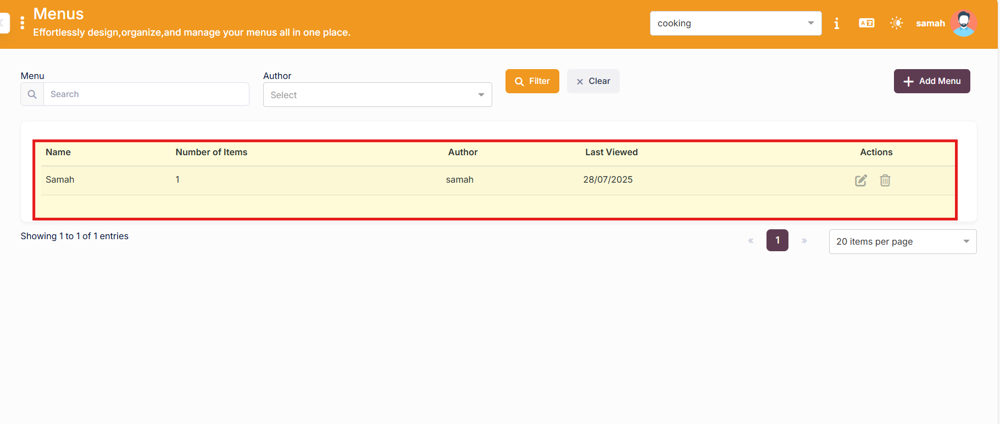 Menus
Effortlessly design,organize,and manage your menus all in one place.
cooking
samah
Menu
Search
Author
Select
Filter
Clear
Add Menu
Name Number of Items Author Last Viewed Actions
Samah 1 samah 28/07/2025
Showing 1 to 1 of 1 entries
« 1 »
20 items per page